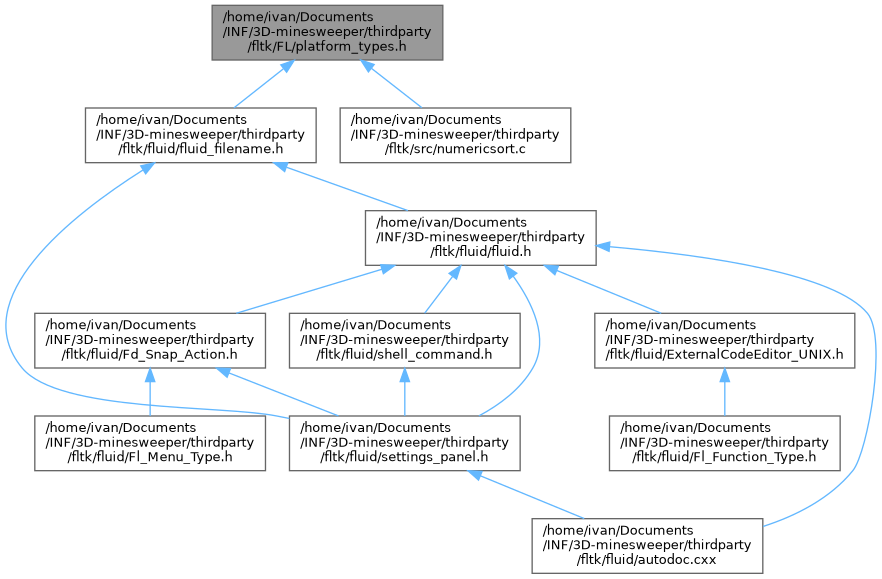 /home/ivan/Documents
/INF/3D-minesweeper/thirdparty
/fltk/FL/platform_types.h
/home/ivan/Documents
/INF/3D-minesweeper/thirdparty
/fltk/fluid/fluid_filename.h
/home/ivan/Documents
/INF/3D-minesweeper/thirdparty
/fltk/src/numericsort.c
/home/ivan/Documents
/INF/3D-minesweeper/thirdparty
/fltk/fluid/fluid.h
/home/ivan/Documents
/INF/3D-minesweeper/thirdparty
/fltk/fluid/Fd_Snap_Action.h
/home/ivan/Documents
/INF/3D-minesweeper/thirdparty
/fltk/fluid/shell_command.h
/home/ivan/Documents
/INF/3D-minesweeper/thirdparty
/fltk/fluid/ExternalCodeEditor_UNIX.h
/home/ivan/Documents
/INF/3D-minesweeper/thirdparty
/fltk/fluid/Fl_Menu_Type.h
/home/ivan/Documents
/INF/3D-minesweeper/thirdparty
/fltk/fluid/settings_panel.h
/home/ivan/Documents
/INF/3D-minesweeper/thirdparty
/fltk/fluid/Fl_Function_Type.h
/home/ivan/Documents
/INF/3D-minesweeper/thirdparty
/fltk/fluid/autodoc.cxx